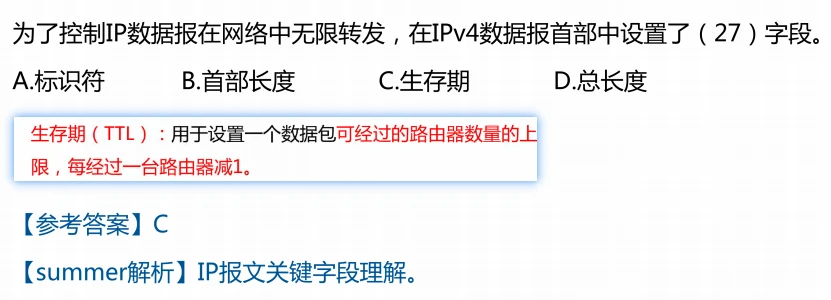 为了控制IP数据报在网络中无限转发，在IPv4数据报首部中设置了（27）字段。
A.标识符 B.首部长度 C.生存期 D.总长度
生存期（TTL）：用于设置一个数据包可经过的路由器数量的上
限，每经过一台路由器减1。
【参考答案】C
【summer解析】IP报文关键字段理解。